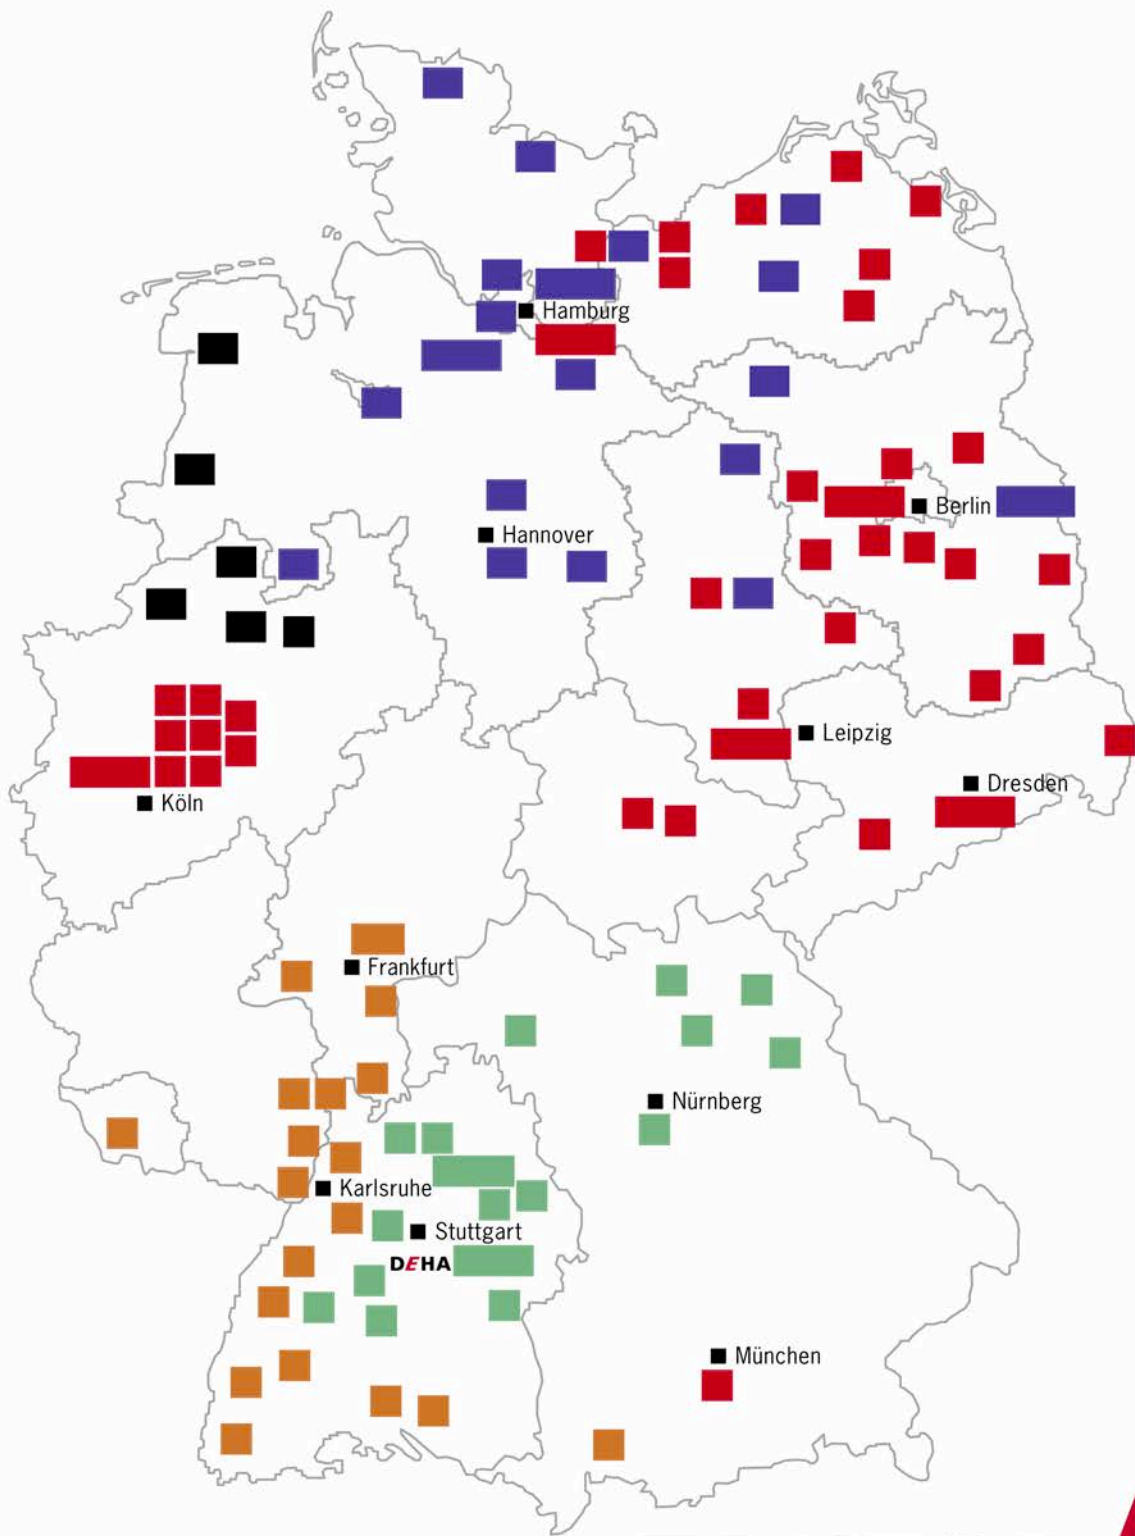 Hamburg
Berlin
Hannover
Leipzig
Dresden
Köln
Frankfurt
Nürnberg
Karlsruhe
Stuttgart
DEHA
München